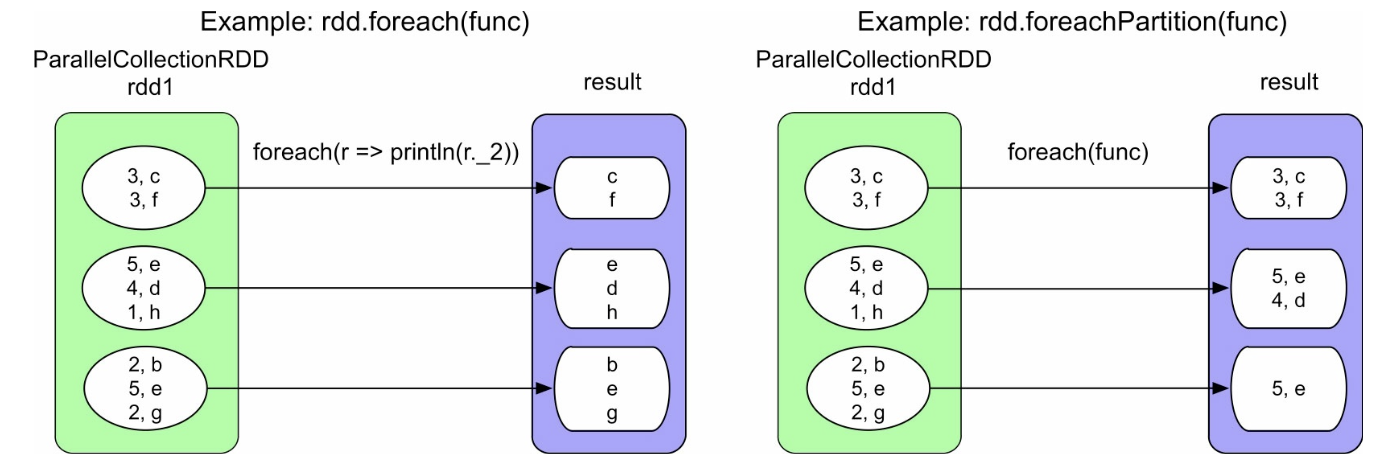 Example: rdd.foreach(func)
ParallelCollectionRDD
rdd1
result
foreach(r => println(r._2))
3, c
3, f
c
f
5, e
4, d
1, h
e
d
h
2, b
5, e
2, g
b
e
g
Example: rdd.foreachPartition(func)
ParallelCollectionRDD
rdd1
result
foreach(func)
3, c
3, f
3, c
3, f
5, e
4, d
1, h
5, e
4, d
2, b
5, e
2, g
5, e